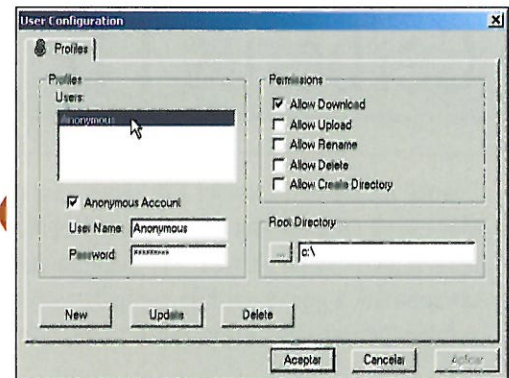 User Configuration
Profiles
Profiles
Users:
Anonymous
Anonymous Account
User Name: Anonymous
Password: *********
New
Update
Delete
Permissions
Allow Download
Allow Upload
Allow Rename
Allow Delete
Allow Create Directory
Root Directory
... c:\
Aceptar
Cancelar
Aplicar